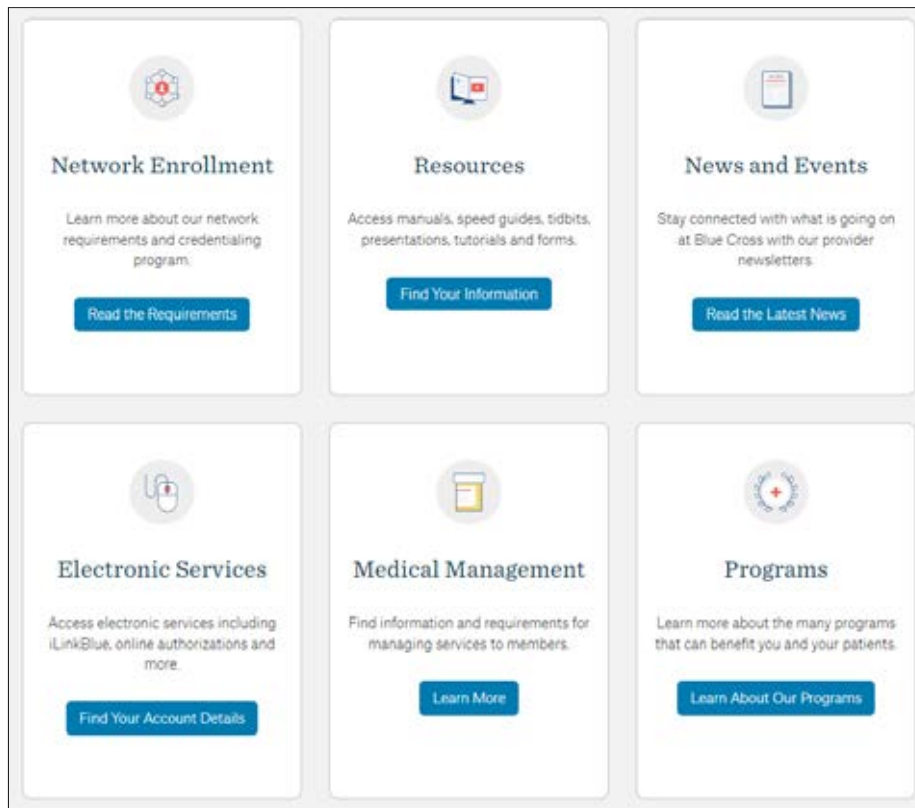 Network Enrollment
Learn more about our network
requirements and credentialing
program.
Read the Requirements
Resources
Access manuals, speed guides, tidbits,
presentations, tutorials and forms.
Find Your Information
News and Events
Stay connected with what is going on
at Blue Cross with our provider
newsletters.
Read the Latest News
Electronic Services
Access electronic services including
iLinkBlue, online authorizations and
more.
Find Your Account Details
Medical Management
Find information and requirements for
managing services to members.
Learn More
Programs
Learn more about the many programs
that can benefit you and your patients.
Learn About Our Programs